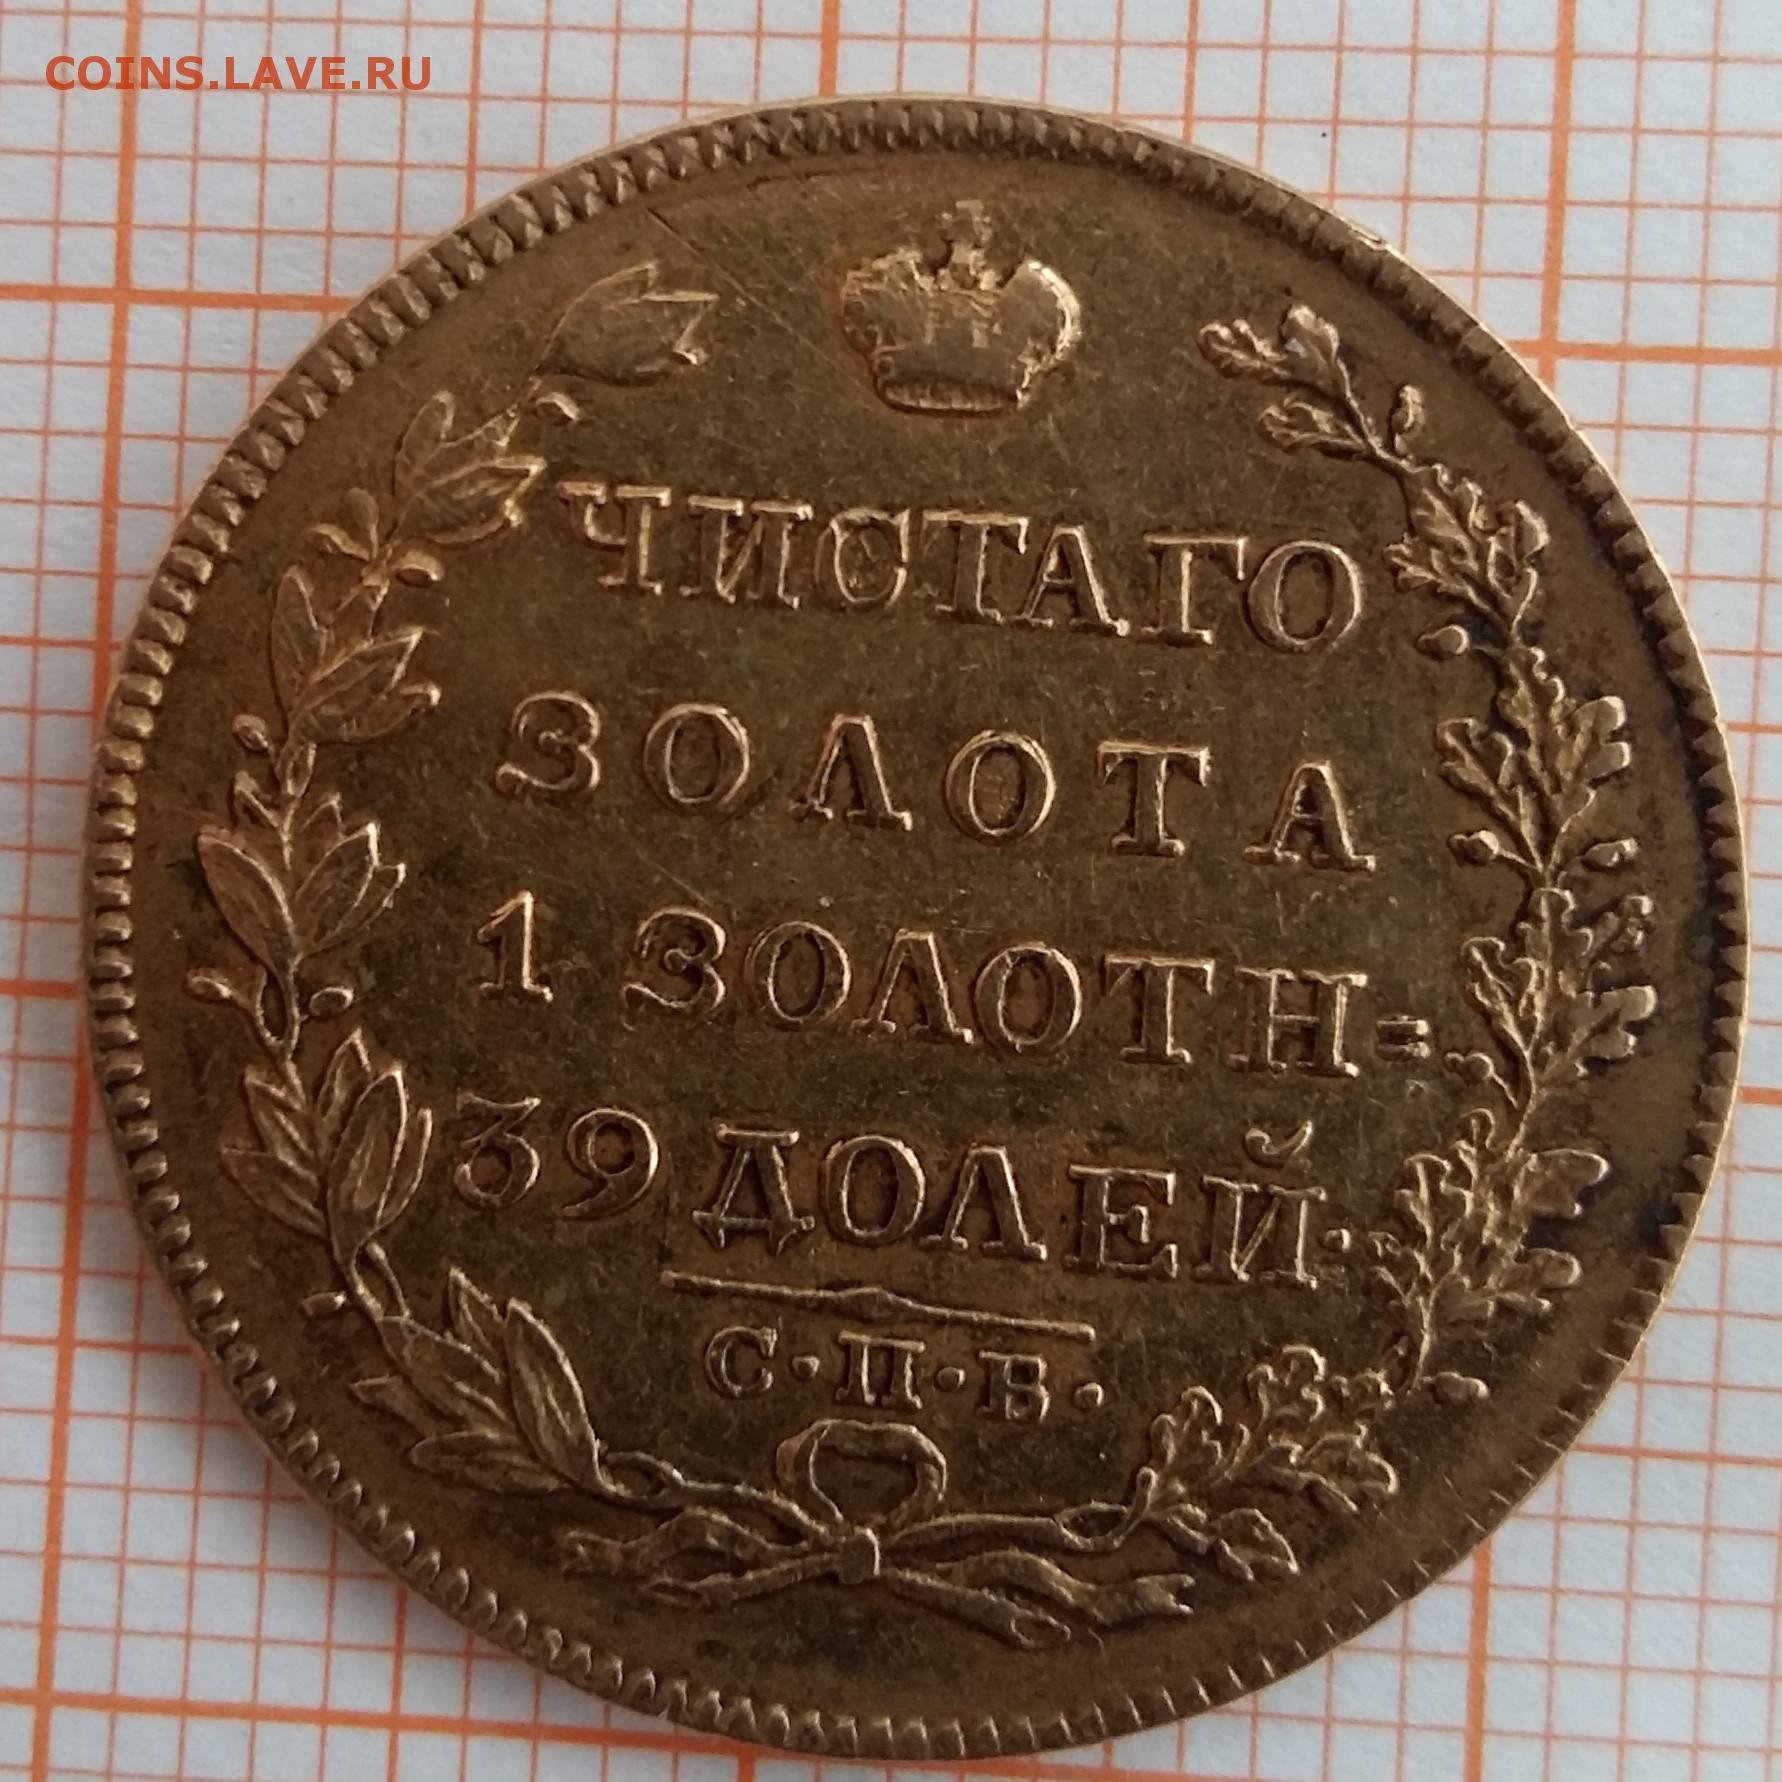 COINS.LAVE.RU
ЧИСТАГО
ЗОЛОТА
1 ЗОЛОТН=
39 ДОЛЕЙ·
С·П·Б·